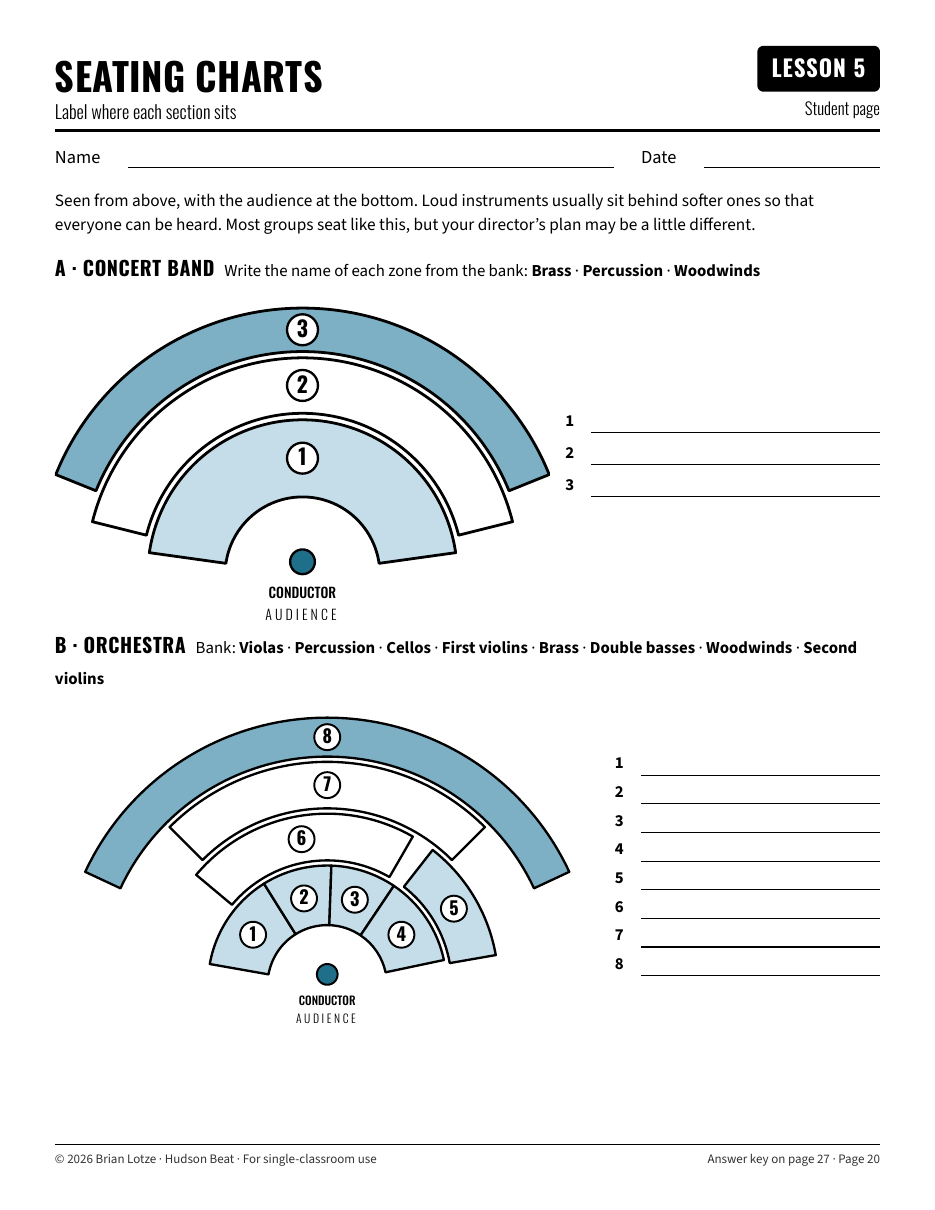 SEATING CHARTS
LESSON 5
Label where each section sits
Student page
Name
Date
Seen from above, with the audience at the bottom. Loud instruments usually sit behind softer ones so that
everyone can be heard. Most groups seat like this, but your director’s plan may be a little different.
A · CONCERT BAND Write the name of each zone from the bank: Brass · Percussion · Woodwinds
3
2
1
CONDUCTOR
AUDIENCE
1
2
3
B · ORCHESTRA Bank: Violas · Percussion · Cellos · First violins · Brass · Double basses · Woodwinds · Second
violins
8
7
6
2
3
5
1
4
CONDUCTOR
AUDIENCE
1
2
3
4
5
6
7
8
© 2026 Brian Lotze · Hudson Beat · For single-classroom use
Answer key on page 27 · Page 20